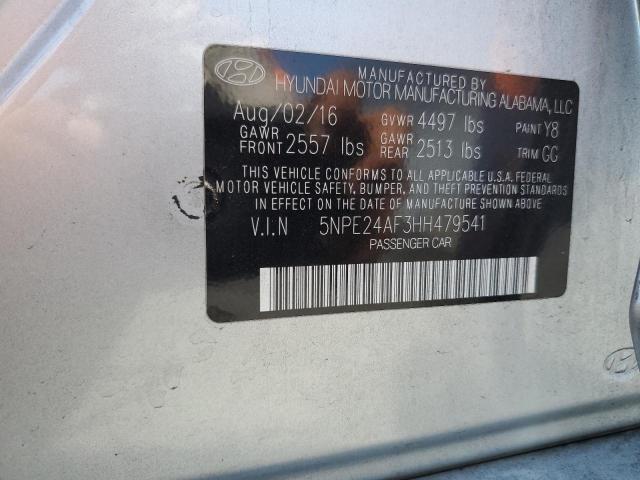 MANUFACTURED BY
HYUNDAI MOTOR MANUFACTURING ALABAMA, LLC
Aug/02/16 GVWR 4497 lbs PAINT Y8
GAWR FRONT 2557 lbs GAWR REAR 2513 lbs TRIM GG
THIS VEHICLE CONFORMS TO ALL APPLICABLE U.S.A. FEDERAL
MOTOR VEHICLE SAFETY, BUMPER, AND THEFT PREVENTION STANDARDS
IN EFFECT ON THE DATE OF MANUFACTURE SHOWN ABOVE.
V.I.N 5NPE24AF3HH479541
PASSENGER CAR